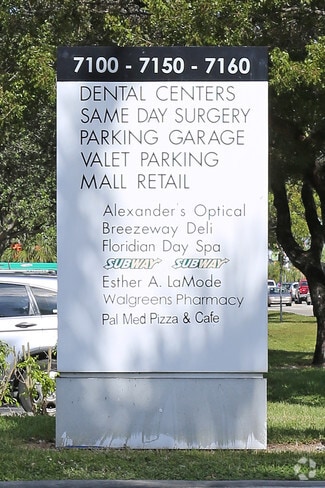 7100 - 7150 - 7160
DENTAL CENTERS
SAME DAY SURGERY
PARKING GARAGE
VALET PARKING
MALL RETAIL
Alexander's Optical
Breezeway Deli
Floridian Day Spa
SUBWAY SUBWAY
Esther A. LaMode
Walgreens Pharmacy
Pal Med Pizza & Cafe